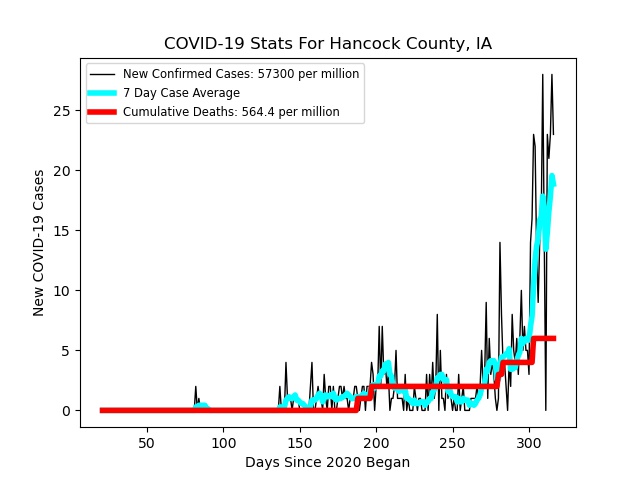 COVID-19 Stats For Hancock County, IA
New Confirmed Cases: 57300 per million
7 Day Case Average
Cumulative Deaths: 564.4 per million
New COVID-19 Cases
25
20
15
10
5
0
50 100 150 200 250 300
Days Since 2020 Began